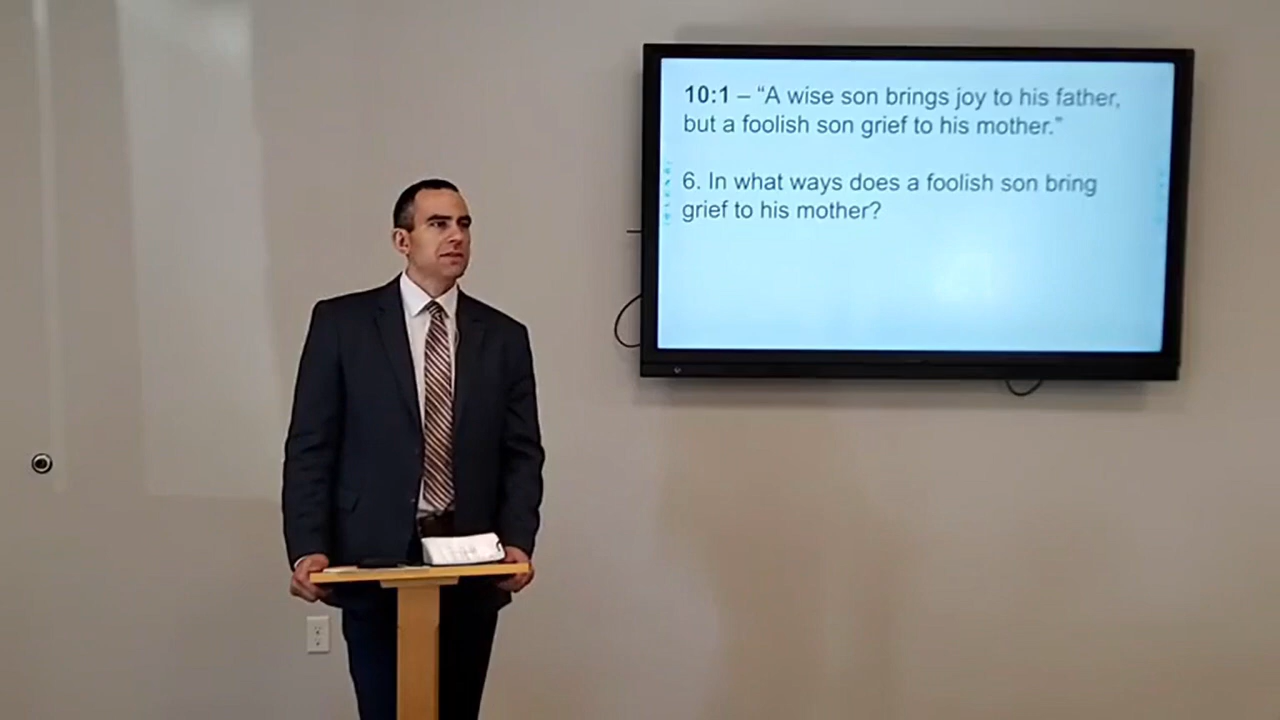 10:1 – “A wise son brings joy to his father,
but a foolish son grief to his mother.”
6. In what ways does a foolish son bring
grief to his mother?